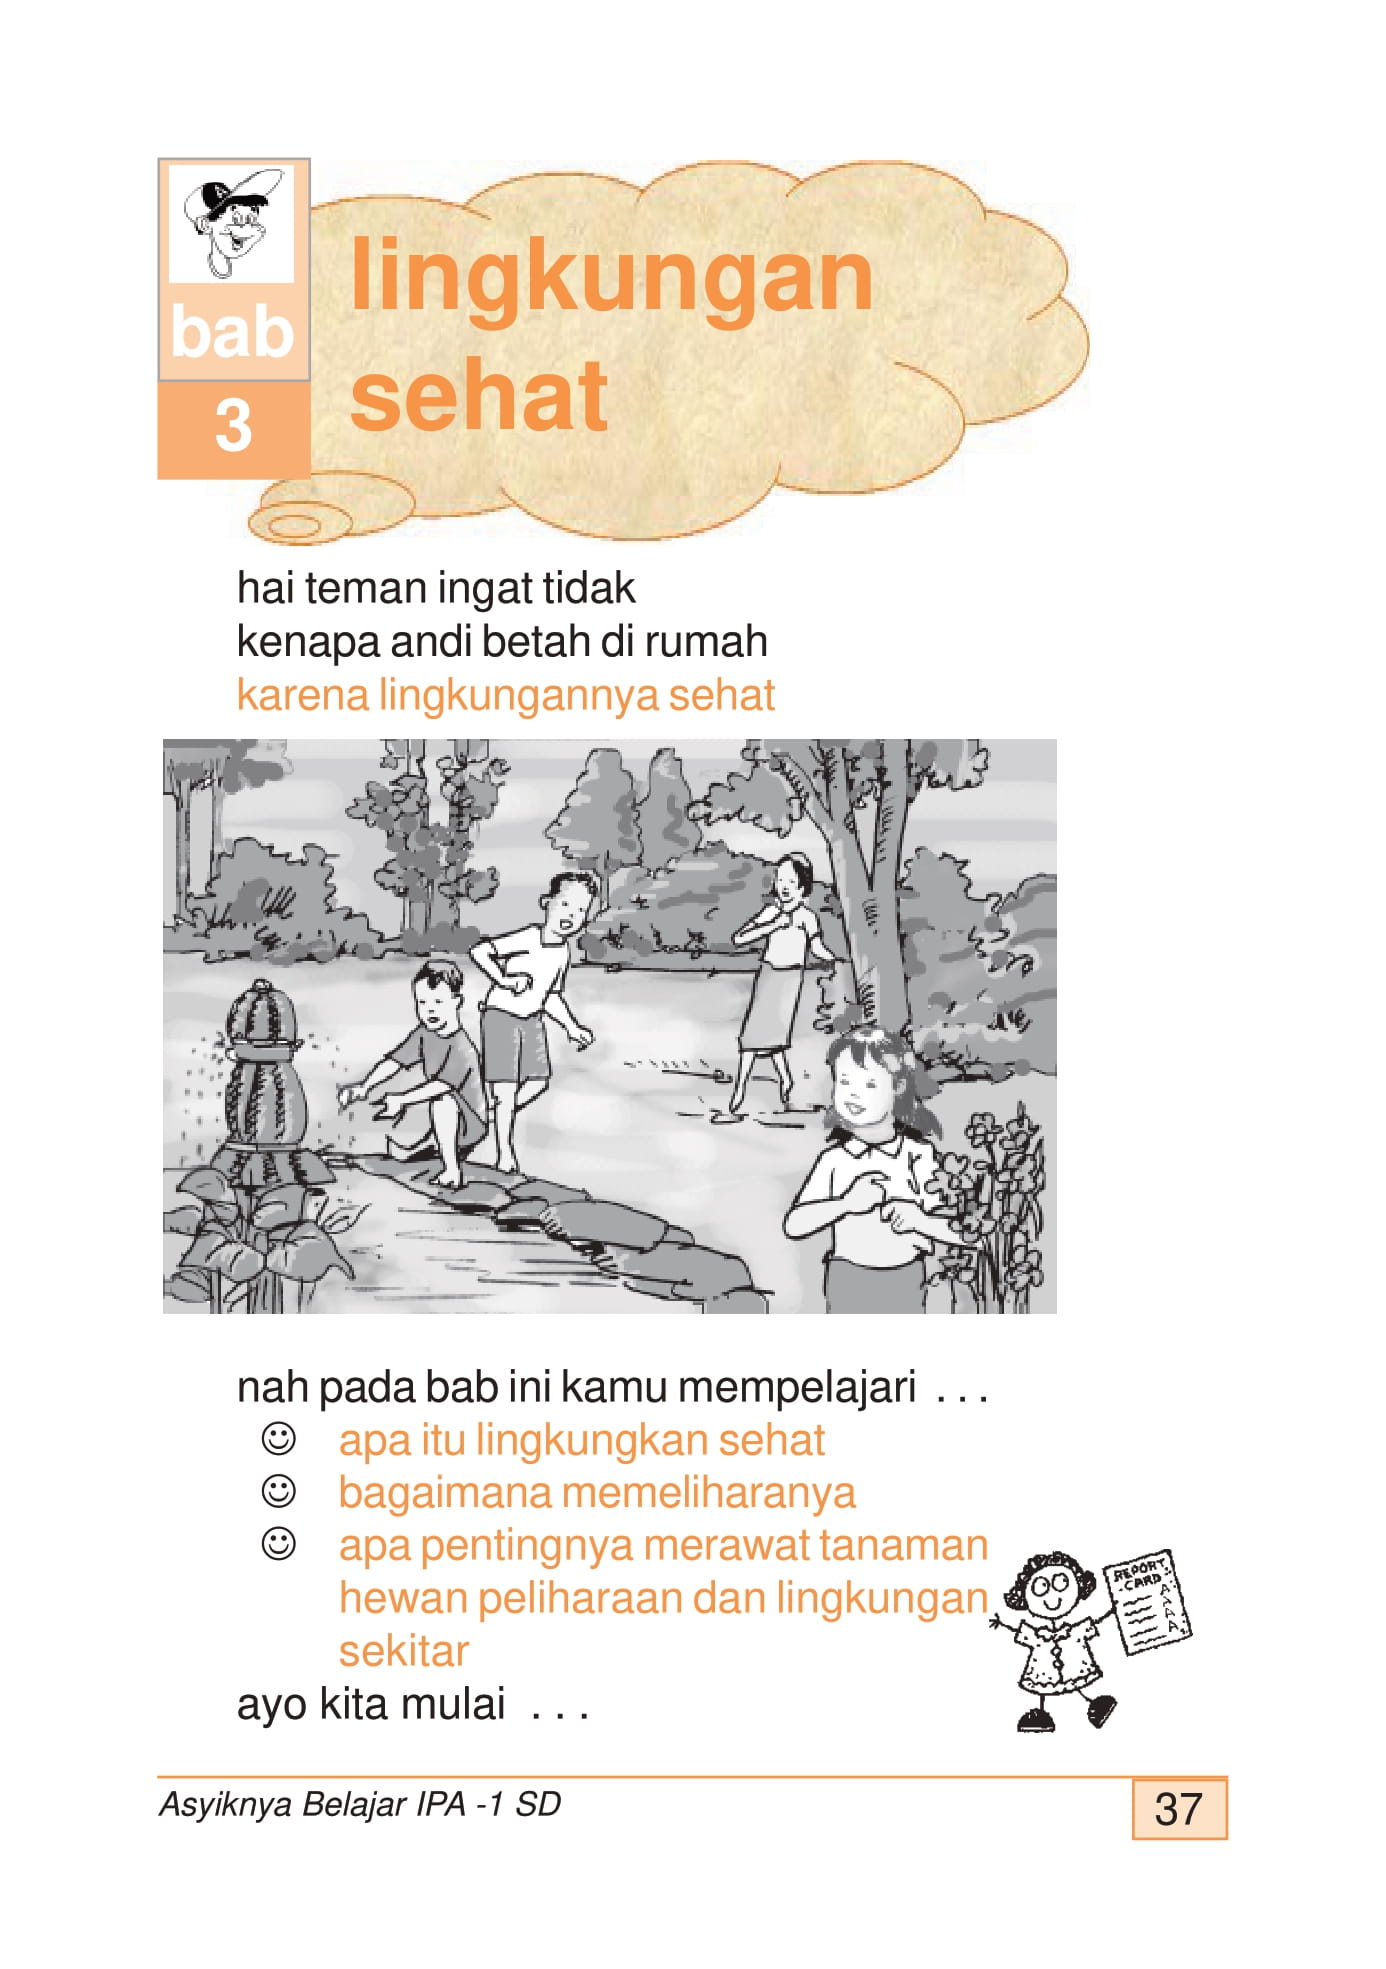 bab
3
lingkungan
sehat
hai teman ingat tidak
kenapa andi betah di rumah
karena lingkungannya sehat
nah pada bab ini kamu mempelajari . . .
apa itu lingkungkan sehat
bagaimana memeliharanya
apa pentingnya merawat tanaman
hewan peliharaan dan lingkungan
sekitar
REPORT
CARD
A
A
A
A
ayo kita mulai . . .
Asyiknya Belajar IPA -1 SD
37